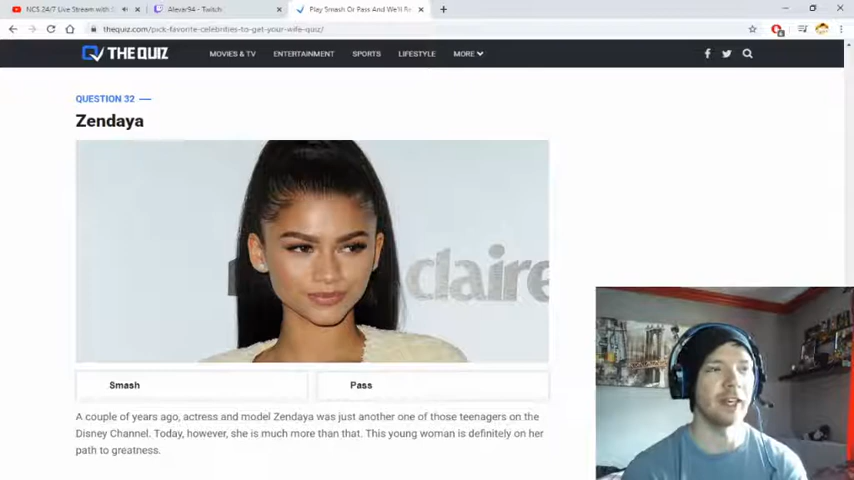 NCS 24/7 Live Stream with S
Alevar94 - Twitch
Play Smash Or Pass And We'll Re
thequiz.com/pick-favorite-celebrities-to-get-your-wife-quiz/
THE QUIZ
MOVIES & TV
ENTERTAINMENT
SPORTS
LIFESTYLE
MORE
QUESTION 32
Zendaya
claire
Smash
Pass
A couple of years ago, actress and model Zendaya was just another one of those teenagers on the
Disney Channel. Today, however, she is much more than that. This young woman is definitely on her
path to greatness.